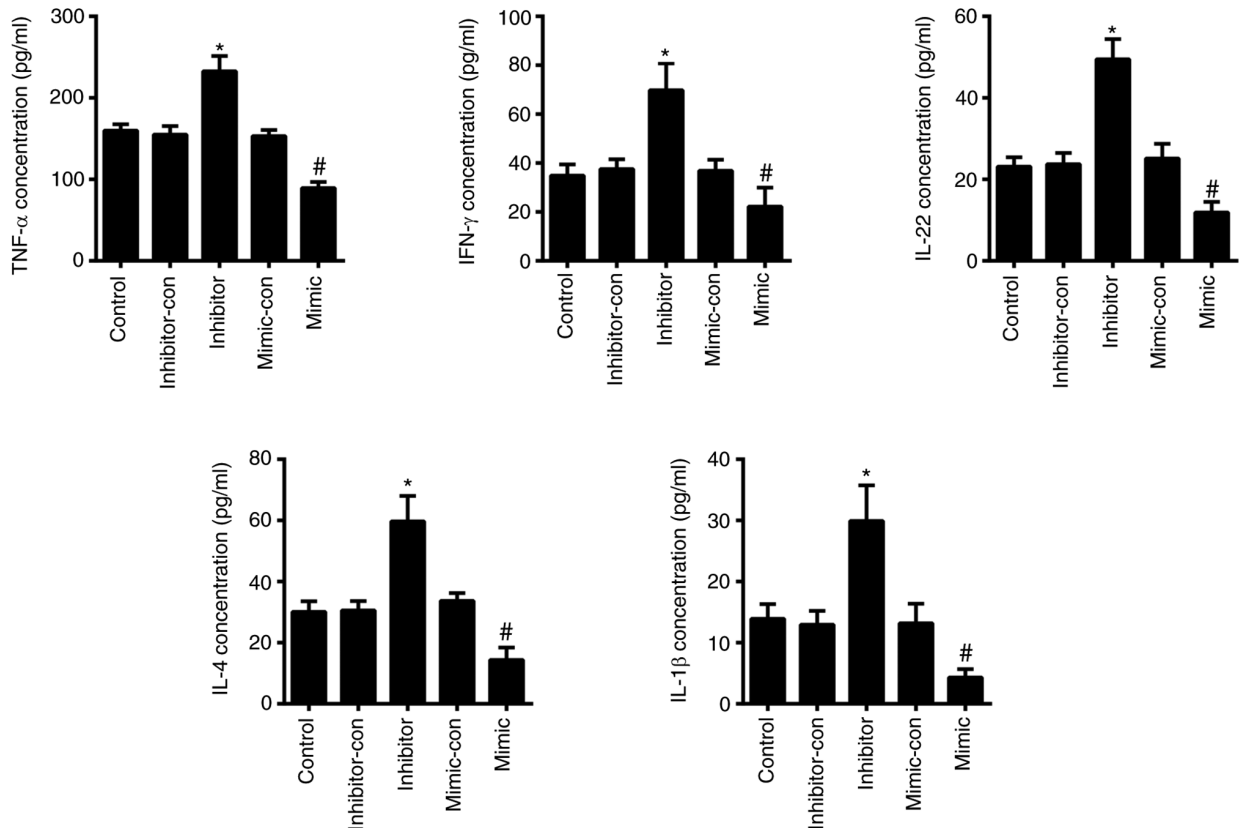 TNF-α concentration (pg/ml)
300
200
100
0
*
#
Control
Inhibitor-con
Inhibitor
Mimic-con
Mimic
IFN-γ concentration (pg/ml)
100
80
60
40
20
0
*
#
Control
Inhibitor-con
Inhibitor
Mimic-con
Mimic
IL-22 concentration (pg/ml)
60
40
20
0
*
#
Control
Inhibitor-con
Inhibitor
Mimic-con
Mimic
IL-4 concentration (pg/ml)
80
60
40
20
0
*
#
Control
Inhibitor-con
Inhibitor
Mimic-con
Mimic
IL-1β concentration (pg/ml)
40
30
20
10
0
*
#
Control
Inhibitor-con
Inhibitor
Mimic-con
Mimic